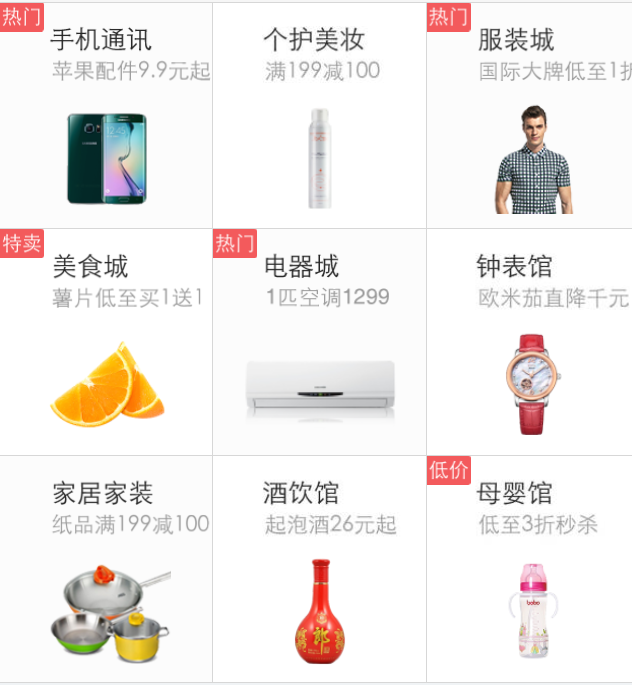 热门
手机通讯
苹果配件9.9元起
个护美妆
满199减100
热门
服装城
国际大牌低至1折
特卖
美食城
薯片低至买1送1
热门
电器城
1匹空调1299
钟表馆
欧米茄直降千元
家居家装
纸品满199减100
酒饮馆
起泡酒26元起
郎
低价
母婴馆
低至3折秒杀
bobo